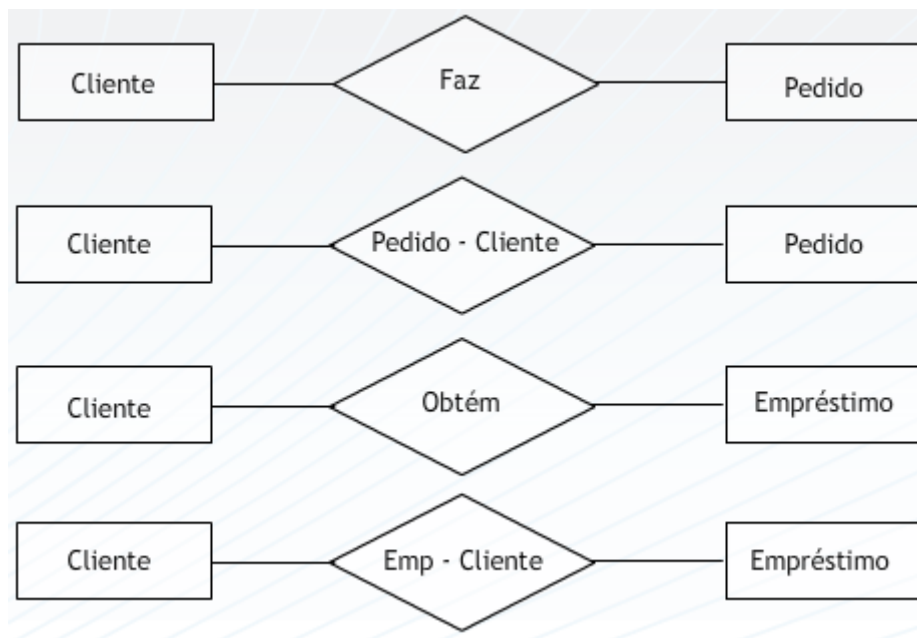 Cliente Faz Pedido
Cliente Pedido - Cliente Pedido
Cliente Obtém Empréstimo
Cliente Emp - Cliente Empréstimo